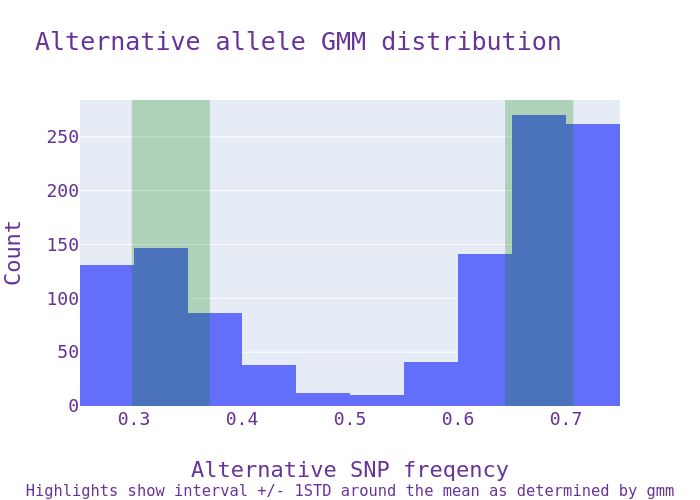 Alternative allele GMM distribution
Count
250
200
150
100
50
0
0.3 0.4 0.5 0.6 0.7
Alternative SNP freqency
Highlights show interval +/- 1STD around the mean as determined by gmm